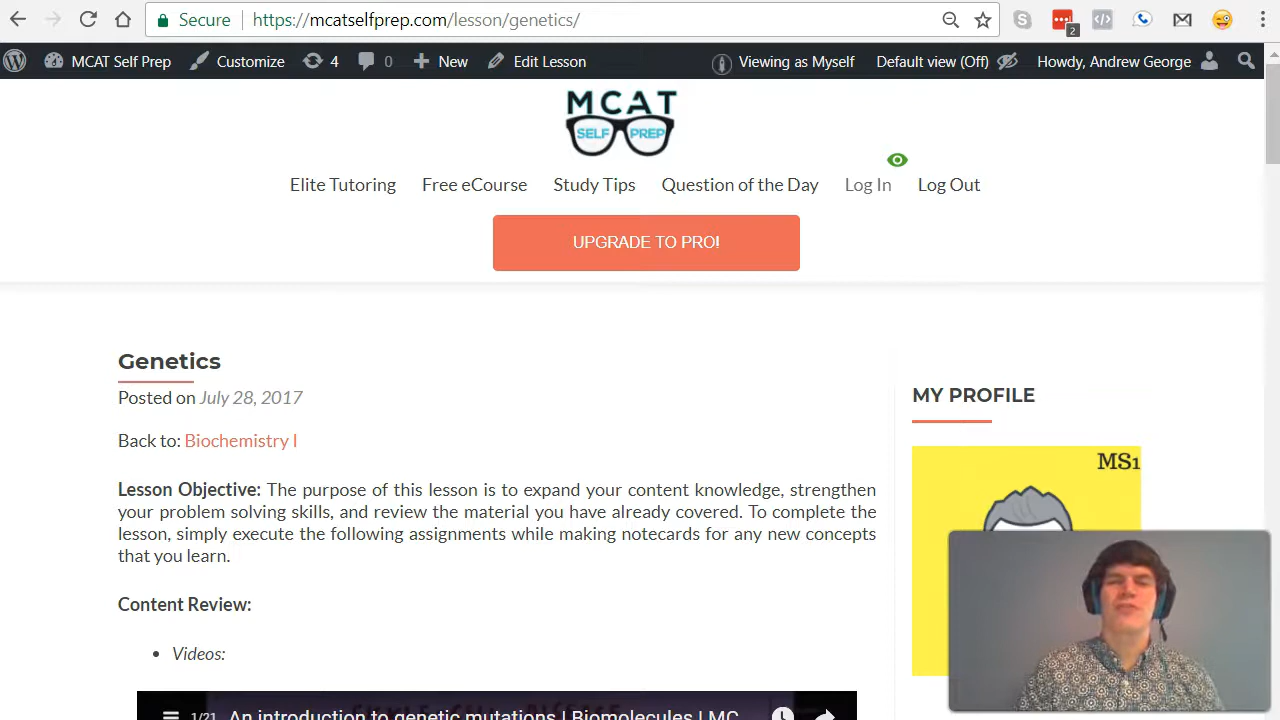 Secure https://mcatselfprep.com/lesson/genetics/
2
MCAT Self Prep Customize 4 0 New Edit Lesson Viewing as Myself Default view (Off) Howdy, Andrew George
MCAT
SELF PREP
Elite Tutoring Free eCourse Study Tips Question of the Day Log In Log Out
UPGRADE TO PRO!
Genetics
Posted on July 28, 2017
Back to: Biochemistry I
Lesson Objective: The purpose of this lesson is to expand your content knowledge, strengthen
your problem solving skills, and review the material you have already covered. To complete the
lesson, simply execute the following assignments while making notecards for any new concepts
that you learn.
Content Review:
• Videos:
1/21 An introduction to genetic mutations | Biomolecules | MC...
MY PROFILE
MS1